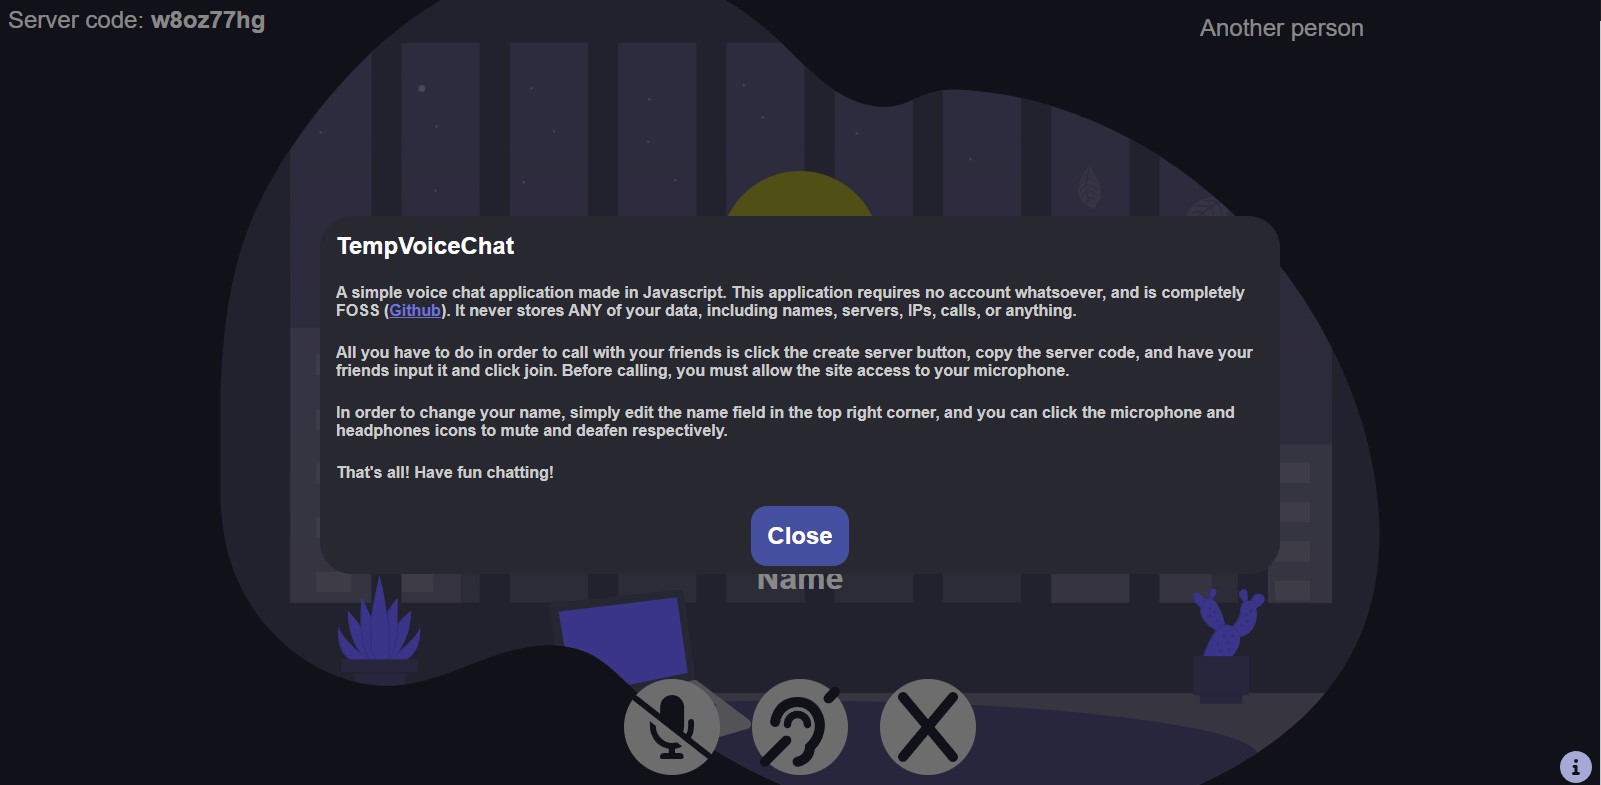 Server code: w8oz77hg
Another person
TempVoiceChat
A simple voice chat application made in Javascript. This application requires no account whatsoever, and is completely
FOSS (Github). It never stores ANY of your data, including names, servers, IPs, calls, or anything.
All you have to do in order to call with your friends is click the create server button, copy the server code, and have your
friends input it and click join. Before calling, you must allow the site access to your microphone.
In order to change your name, simply edit the name field in the top right corner, and you can click the microphone and
headphones icons to mute and deafen respectively.
That's all! Have fun chatting!
Close
Name